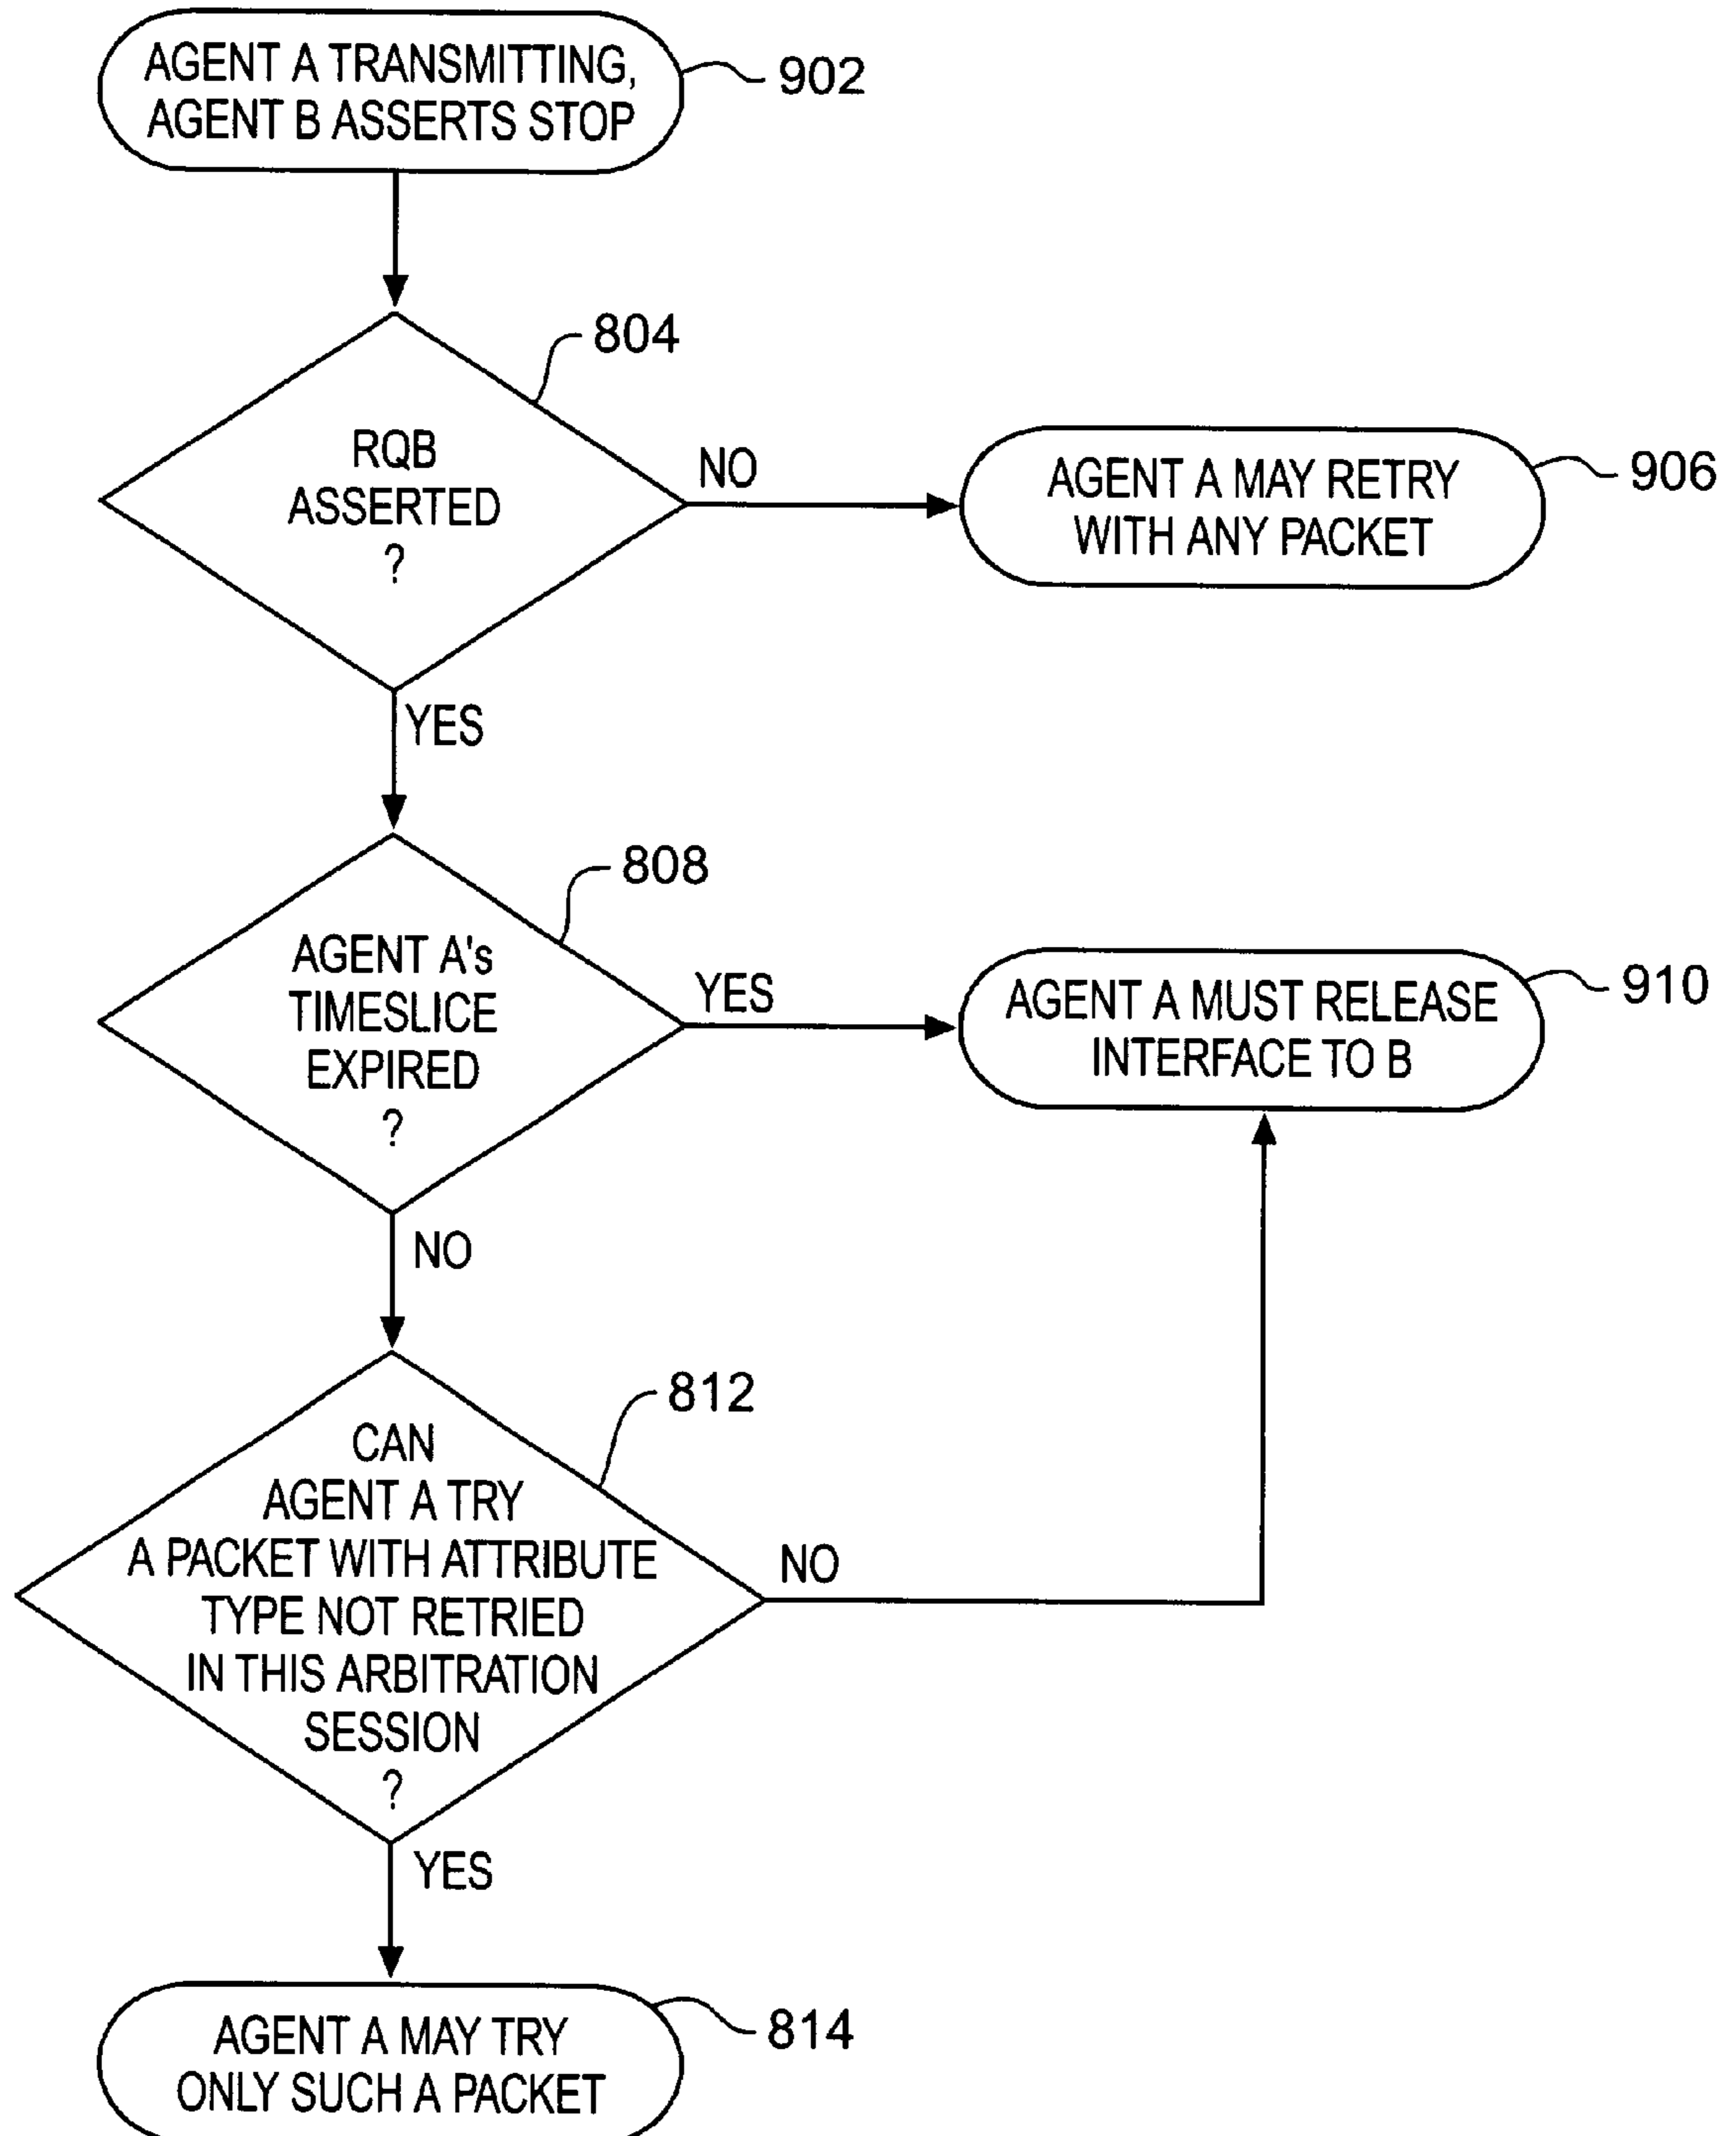 AGENT A TRANSMITTING,
AGENT B ASSERTS STOP
902
804
RQB
ASSERTED
?
NO
AGENT A MAY RETRY
WITH ANY PACKET
906
YES
808
AGENT A's
TIMESLICE
EXPIRED
?
YES
AGENT A MUST RELEASE
INTERFACE TO B
910
NO
812
CAN
AGENT A TRY
A PACKET WITH ATTRIBUTE
TYPE NOT RETRIED
IN THIS ARBITRATION
SESSION
?
NO
YES
AGENT A MAY TRY
ONLY SUCH A PACKET
814